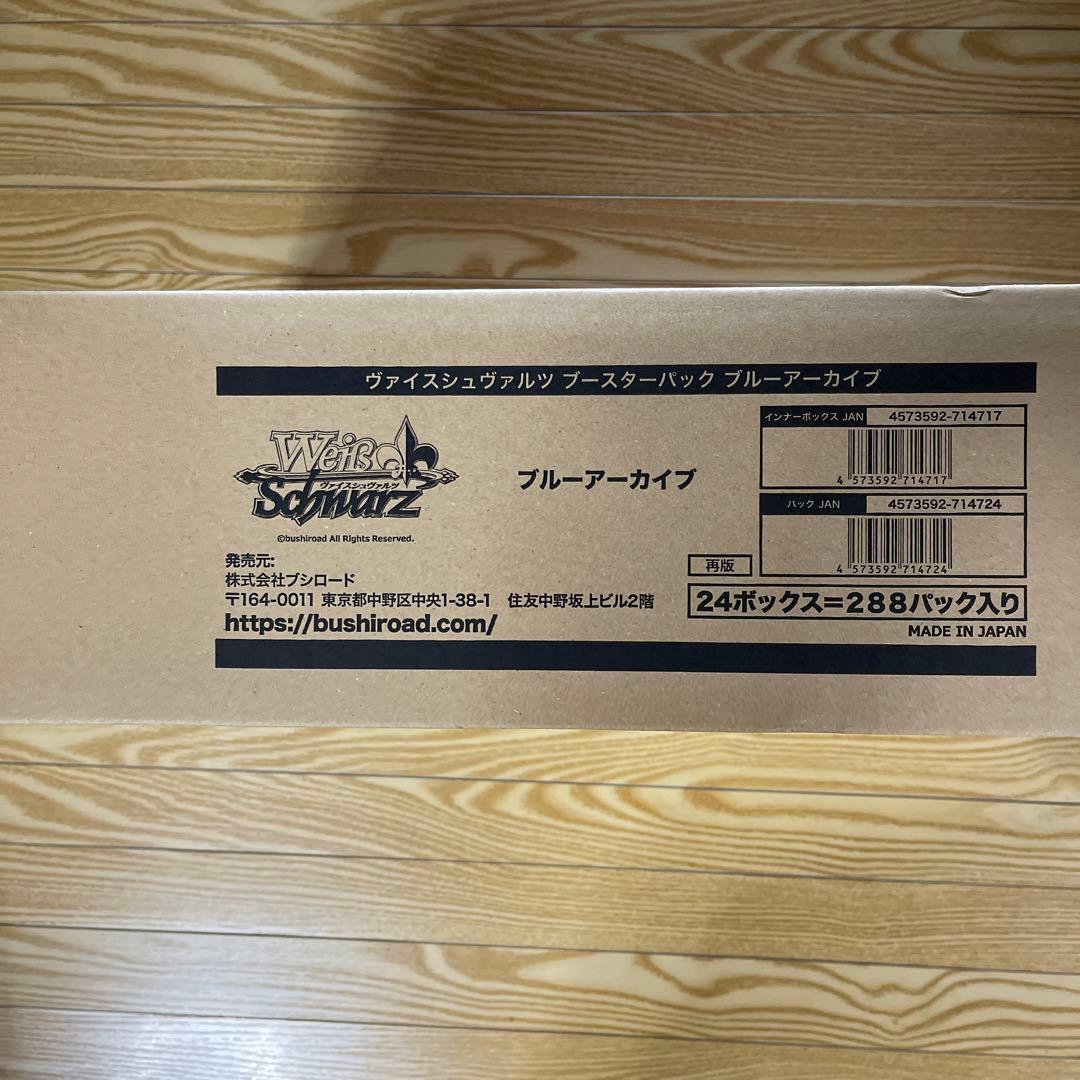 ヴァイスシュヴァルツ ブースターパック ブルーアーカイブ
Weiß
ヴァイスシュヴァルツ
Schwarz
©bushiroad All Rights Reserved.
ブルーアーカイブ
インナーボックス JAN 4573592-714717
4 573592 714717
パック JAN 4573592-714724
4 573592 714724
発売元:
株式会社ブシロード
〒164-0011 東京都中野区中央1-38-1 住友中野坂上ビル2階
https://bushiroad.com/
再版
24ボックス=288パック入り
MADE IN JAPAN